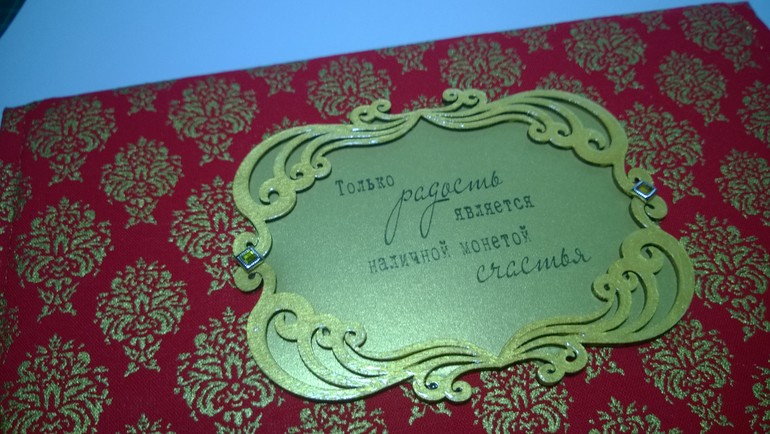 Только
радость
является
наличной монетой
счастья